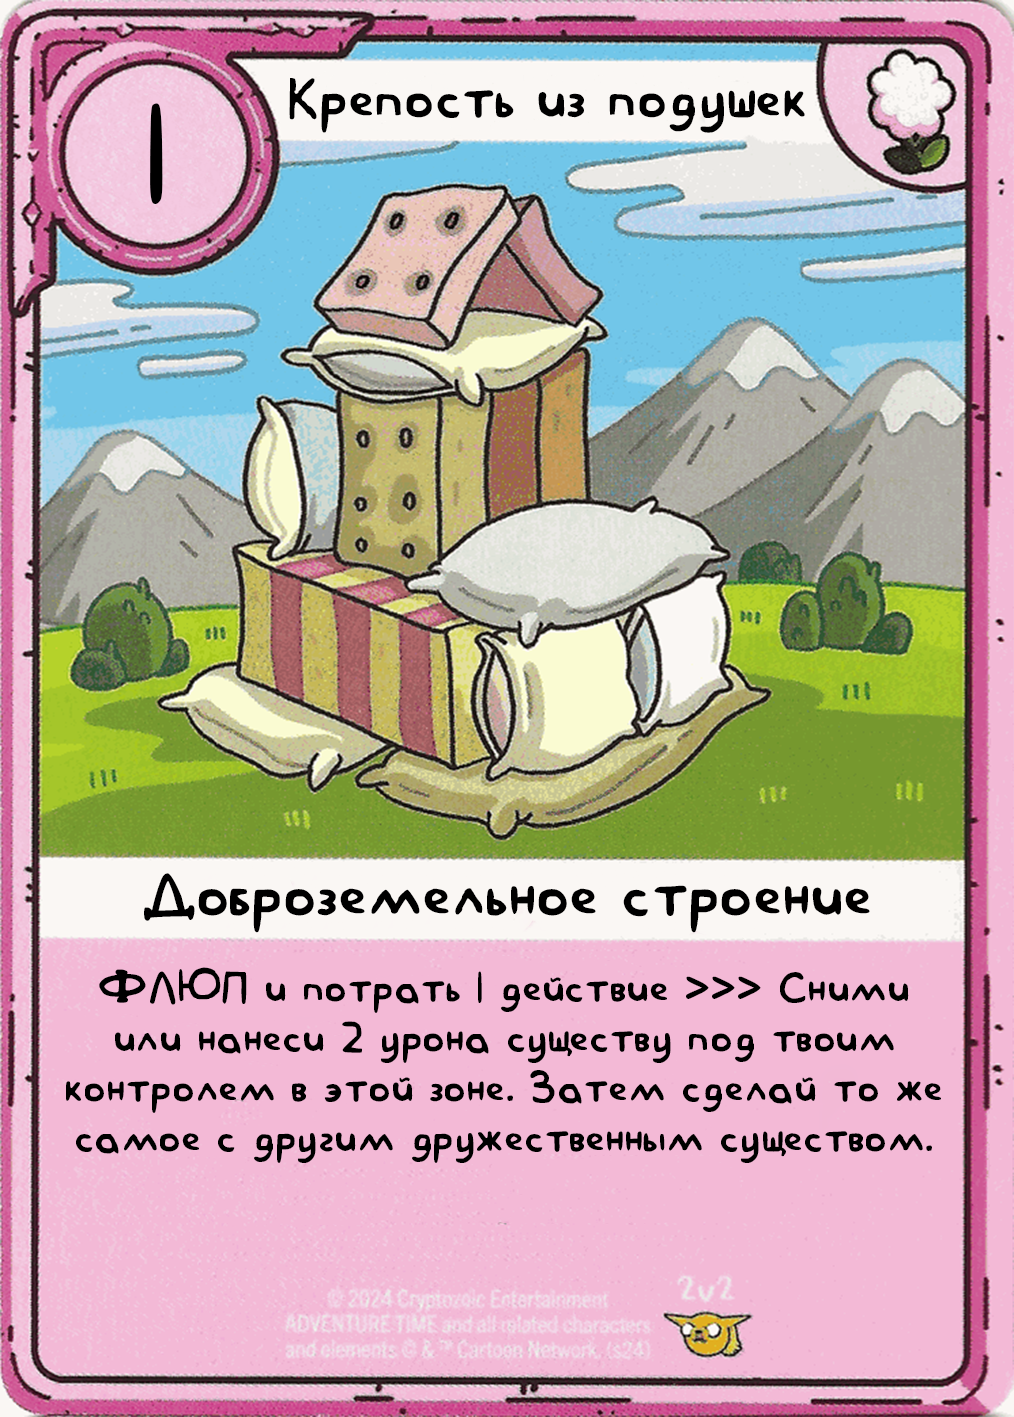 1
Крепость из подушек
Доброземельное строение
ФЛЮП и потрать 1 действие >>> Сними
или нанеси 2 урона существу под твоим
контролем в этой зоне. Затем сделай то же
самое с другим дружественным существом.
2v2
© 2024 Cryptozoic Entertainment
ADVENTURE TIME and all related characters
and elements © & ™ Cartoon Network. (s24)